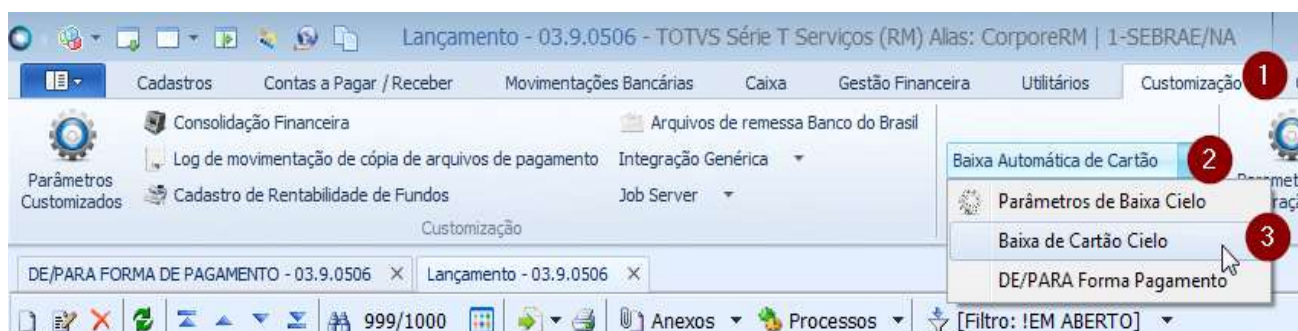 Lançamento - 03.9.0506 - TOTVS Série T Serviços (RM) Alias: CorporeRM | 1-SEBRAE/NA
Cadastros Contas a Pagar / Receber Movimentações Bancárias Caixa Gestão Financeira Utilitários Customização 1
Consolidação Financeira Arquivos de remessa Banco do Brasil
Log de movimentação de cópia de arquivos de pagamento Integração Genérica Baixa Automática de Cartão 2
Parâmetros
Customizados
Cadastro de Rentabilidade de Fundos Job Server Parâmetros de Baixa Cielo
Customização
Baixa de Cartão Cielo 3
DE/PARA FORMA DE PAGAMENTO - 03.9.0506 Lançamento - 03.9.0506 DE/PARA Forma Pagamento
999/1000 Anexos Processos [Filtro: !EM ABERTO]